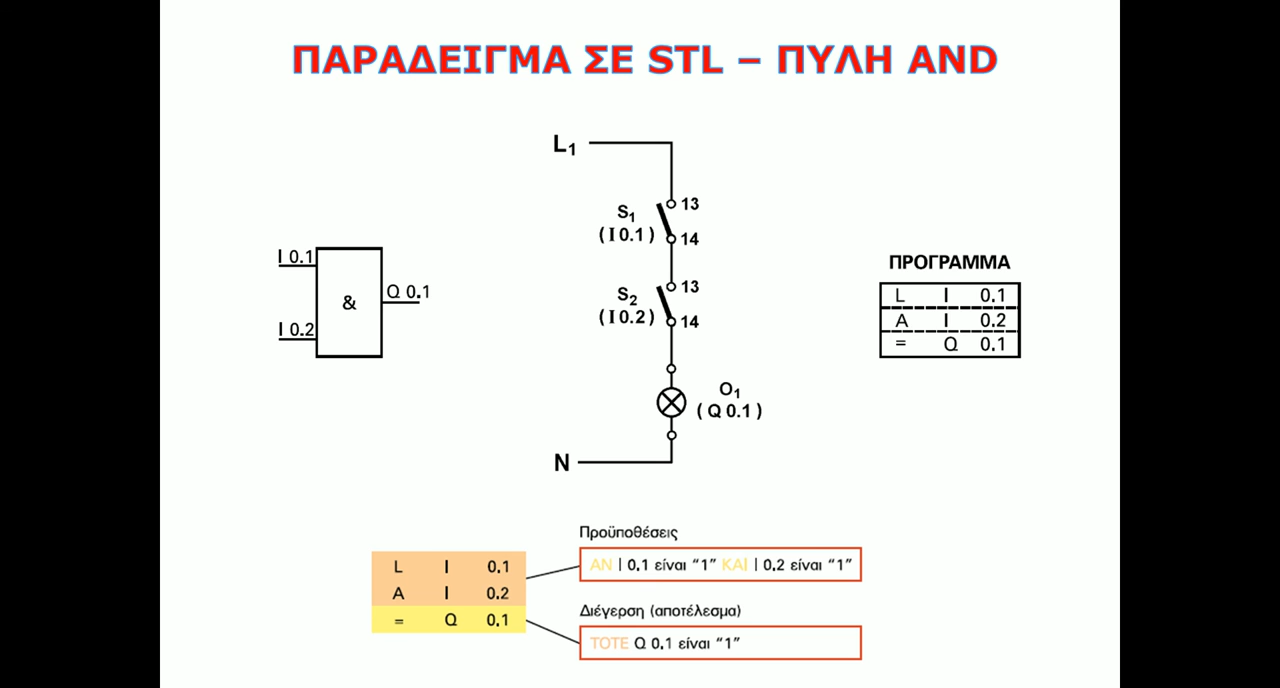 ΠΑΡΑΔΕΙΓΜΑ ΣΕ STL – ΠΥΛΗ AND
L1
S1
( I 0.1 )
13
14
S2
( I 0.2 )
13
14
O1
( Q 0.1 )
N
I 0.1
I 0.2
&
Q 0.1
ΠΡΟΓΡΑΜΜΑ
L I 0.1
A I 0.2
= Q 0.1
L I 0.1
A I 0.2
= Q 0.1
Προϋποθέσεις
ΑΝ I 0.1 είναι “1” ΚΑΙ I 0.2 είναι “1”
Διέγερση (αποτέλεσμα)
ΤΟΤΕ Q 0.1 είναι “1”